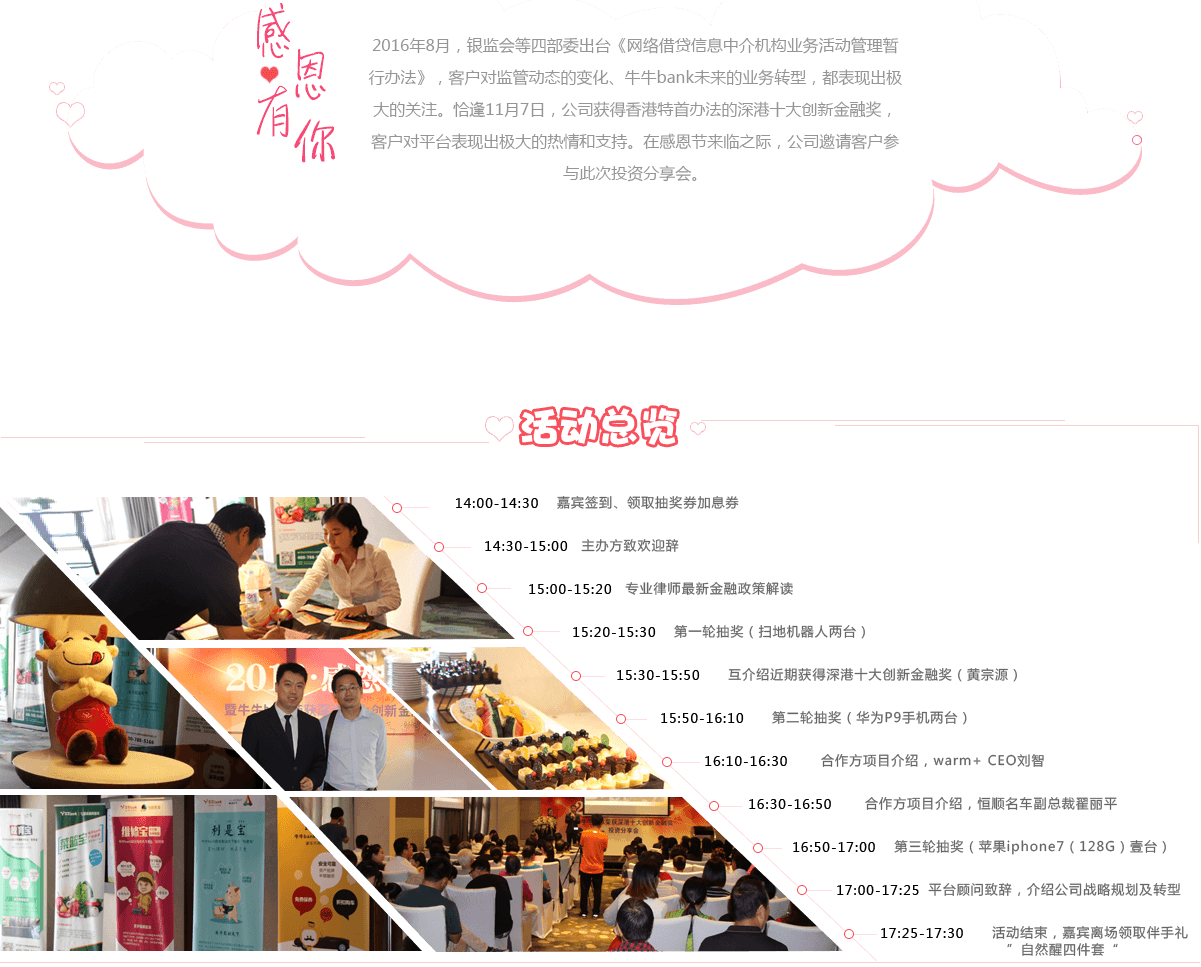 感恩有你
2016年8月，银监会等四部委出台《网络借贷信息中介机构业务活动管理暂
行办法》，客户对监管动态的变化、牛牛bank未来的业务转型，都表现出极
大的关注。恰逢11月7日，公司获得香港特首办法的深港十大创新金融奖，
客户对平台表现出极大的热情和支持。在感恩节来临之际，公司邀请客户参
与此次投资分享会。
活动总览
14:00-14:30 嘉宾签到、领取抽奖券加息券
14:30-15:00 主办方致欢迎辞
15:00-15:20 专业律师最新金融政策解读
15:20-15:30 第一轮抽奖（扫地机器人两台）
15:30-15:50 互介绍近期获得深港十大创新金融奖（黄宗源）
15:50-16:10 第二轮抽奖（华为P9手机两台）
16:10-16:30 合作方项目介绍，warm+ CEO刘智
16:30-16:50 合作方项目介绍，恒顺名车副总裁翟丽平
16:50-17:00 第三轮抽奖（苹果iphone7（128G）壹台）
17:00-17:25 平台顾问致辞，介绍公司战略规划及转型
17:25-17:30 活动结束，嘉宾离场领取伴手礼
”自然醒四件套“
维修宝
利是宝
投资分享会